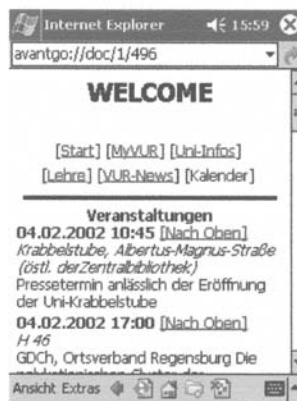 Internet Explorer 15:59
avantgo://doc/1/496
WELCOME
[Start] [MyVUR] [Uni-Infos]
[Lehre] [VUR-News] [Kalender]
Veranstaltungen
04.02.2002 10:45 [Nach Oben]
Krabbelstube, Albertus-Magnus-Straße
(östl. derZentralbibliothek)
Pressetermin anlässlich der Eröffnung
der Uni-Krabbelstube
04.02.2002 17:00 [Nach Oben]
H 46
GDCh, Ortsverband Regensburg Die
Ansicht Extras